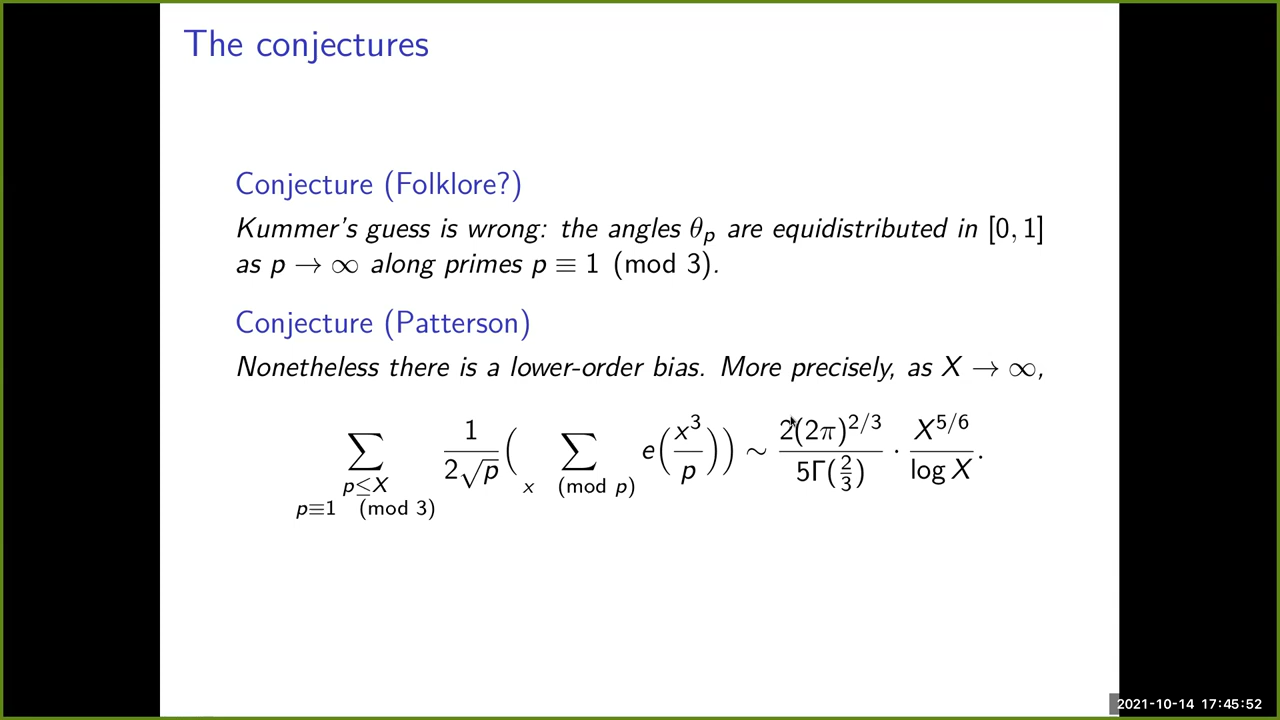 The conjectures
Conjecture (Folklore?)
Kummer's guess is wrong: the angles θₚ are equidistributed in [0, 1]
as p → ∞ along primes p ≡ 1 (mod 3).
Conjecture (Patterson)
Nonetheless there is a lower-order bias. More precisely, as X → ∞,
∑_{p≤X, p≡1 (mod 3)} 1/(2√p) ( ∑_{x (mod p)} e(x³/p) ) ∼ 2(2π)^{2/3}/(5Γ(2/3)) · X^{5/6}/log X.
2021-10-14 17:45:52